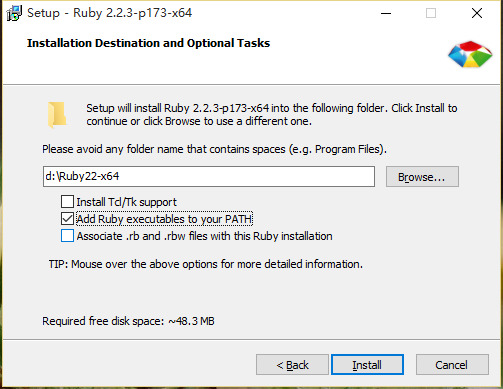 Setup - Ruby 2.2.3-p173-x64
Installation Destination and Optional Tasks
Setup will install Ruby 2.2.3-p173-x64 into the following folder. Click Install to
continue or click Browse to use a different one.
Please avoid any folder name that contains spaces (e.g. Program Files).
d:\Ruby22-x64
Browse...
Install Tcl/Tk support
Add Ruby executables to your PATH
Associate .rb and .rbw files with this Ruby installation
TIP: Mouse over the above options for more detailed information.
Required free disk space: ~48.3 MB
< Back
Install
Cancel